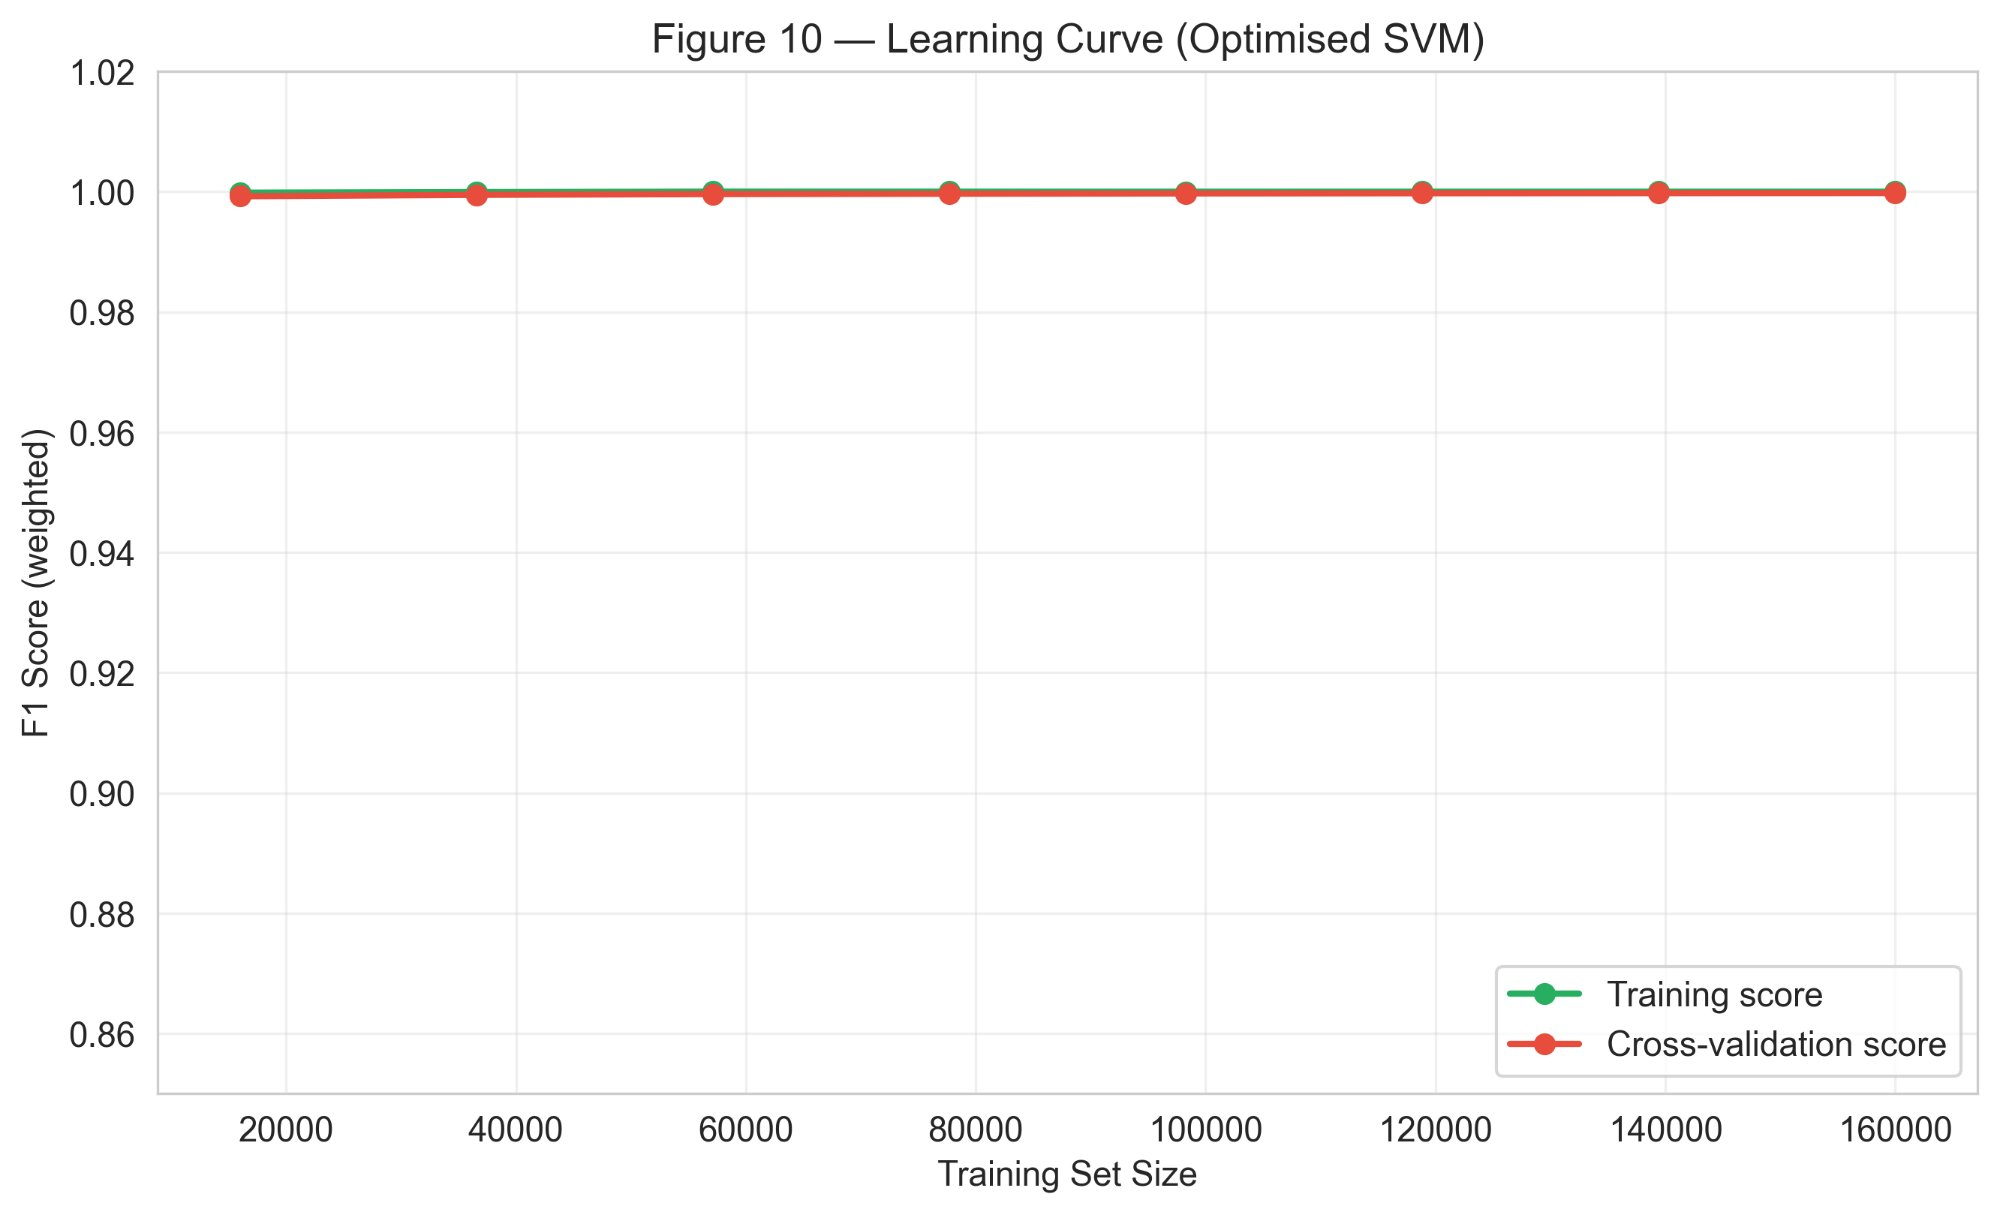 Figure 10 — Learning Curve (Optimised SVM)
1.02
1.00
0.98
0.96
0.94
0.92
0.90
0.88
0.86
F1 Score (weighted)
Training score
Cross-validation score
20000 40000 60000 80000 100000 120000 140000 160000
Training Set Size